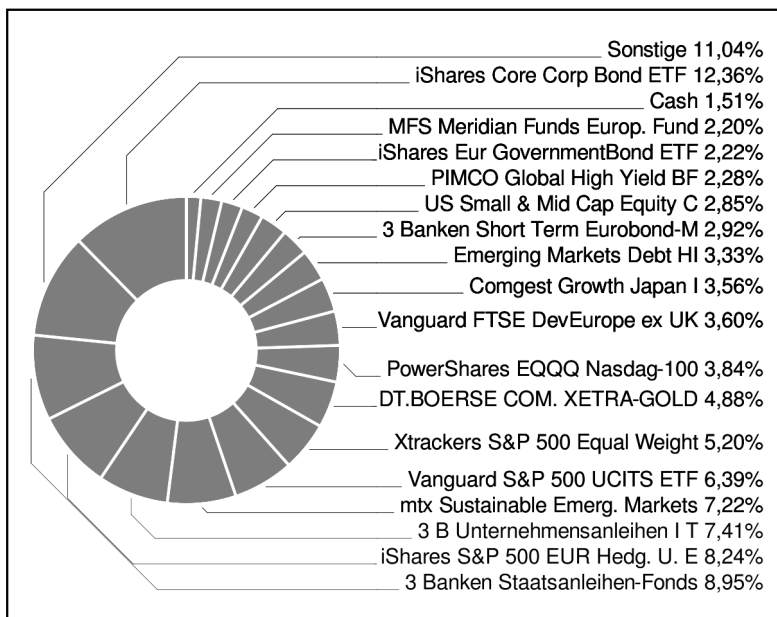 Sonstige 11,04%
iShares Core Corp Bond ETF 12,36%
Cash 1,51%
MFS Meridian Funds Europ. Fund 2,20%
iShares Eur GovernmentBond ETF 2,22%
PIMCO Global High Yield BF 2,28%
US Small & Mid Cap Equity C 2,85%
3 Banken Short Term Eurobond-M 2,92%
Emerging Markets Debt HI 3,33%
Comgest Growth Japan I 3,56%
Vanguard FTSE DevEurope ex UK 3,60%
PowerShares EQQQ Nasdag-100 3,84%
DT.BOERSE COM. XETRA-GOLD 4,88%
Xtrackers S&P 500 Equal Weight 5,20%
Vanguard S&P 500 UCITS ETF 6,39%
mtx Sustainable Emerg. Markets 7,22%
3 B Unternehmensanleihen I T 7,41%
iShares S&P 500 EUR Hedg. U. E 8,24%
3 Banken Staatsanleihen-Fonds 8,95%